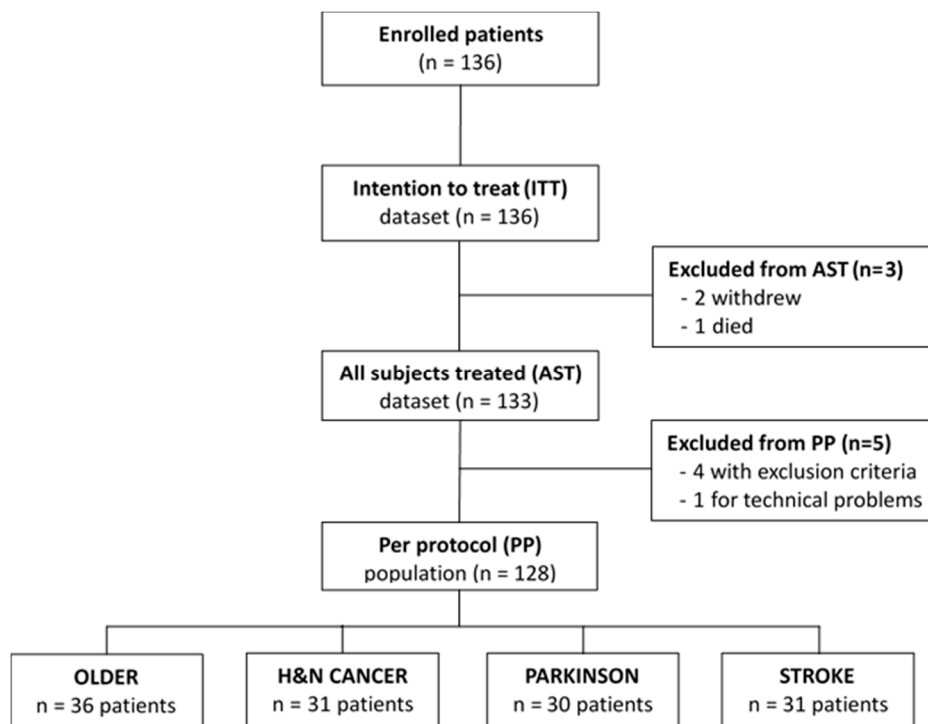 Enrolled patients
(n = 136)
Intention to treat (ITT)
dataset (n = 136)
Excluded from AST (n=3)
- 2 withdrew
- 1 died
All subjects treated (AST)
dataset (n = 133)
Excluded from PP (n=5)
- 4 with exclusion criteria
- 1 for technical problems
Per protocol (PP)
population (n = 128)
OLDER
n = 36 patients
H&N CANCER
n = 31 patients
PARKINSON
n = 30 patients
STROKE
n = 31 patients